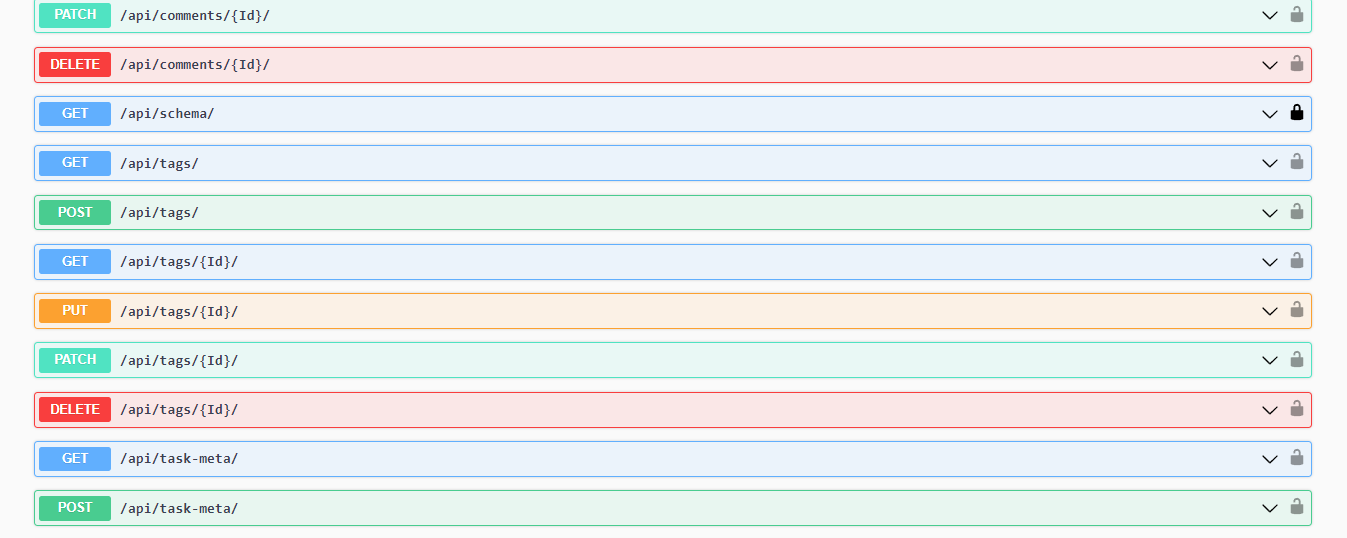 PATCH /api/comments/{Id}/
DELETE /api/comments/{Id}/
GET /api/schema/
GET /api/tags/
POST /api/tags/
GET /api/tags/{Id}/
PUT /api/tags/{Id}/
PATCH /api/tags/{Id}/
DELETE /api/tags/{Id}/
GET /api/task-meta/
POST /api/task-meta/